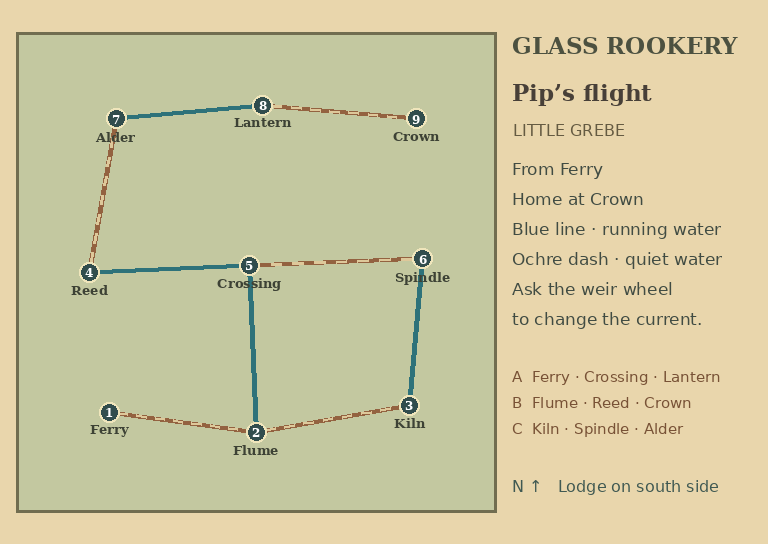 GLASS ROOKERY
Pip’s flight
LITTLE GREBE
From Ferry
Home at Crown
Blue line · running water
Ochre dash · quiet water
Ask the weir wheel
to change the current.
A Ferry · Crossing · Lantern
B Flume · Reed · Crown
C Kiln · Spindle · Alder
N ↑ Lodge on south side
7
Alder
8
Lantern
9
Crown
4
Reed
5
Crossing
6
Spindle
1
Ferry
2
Flume
3
Kiln